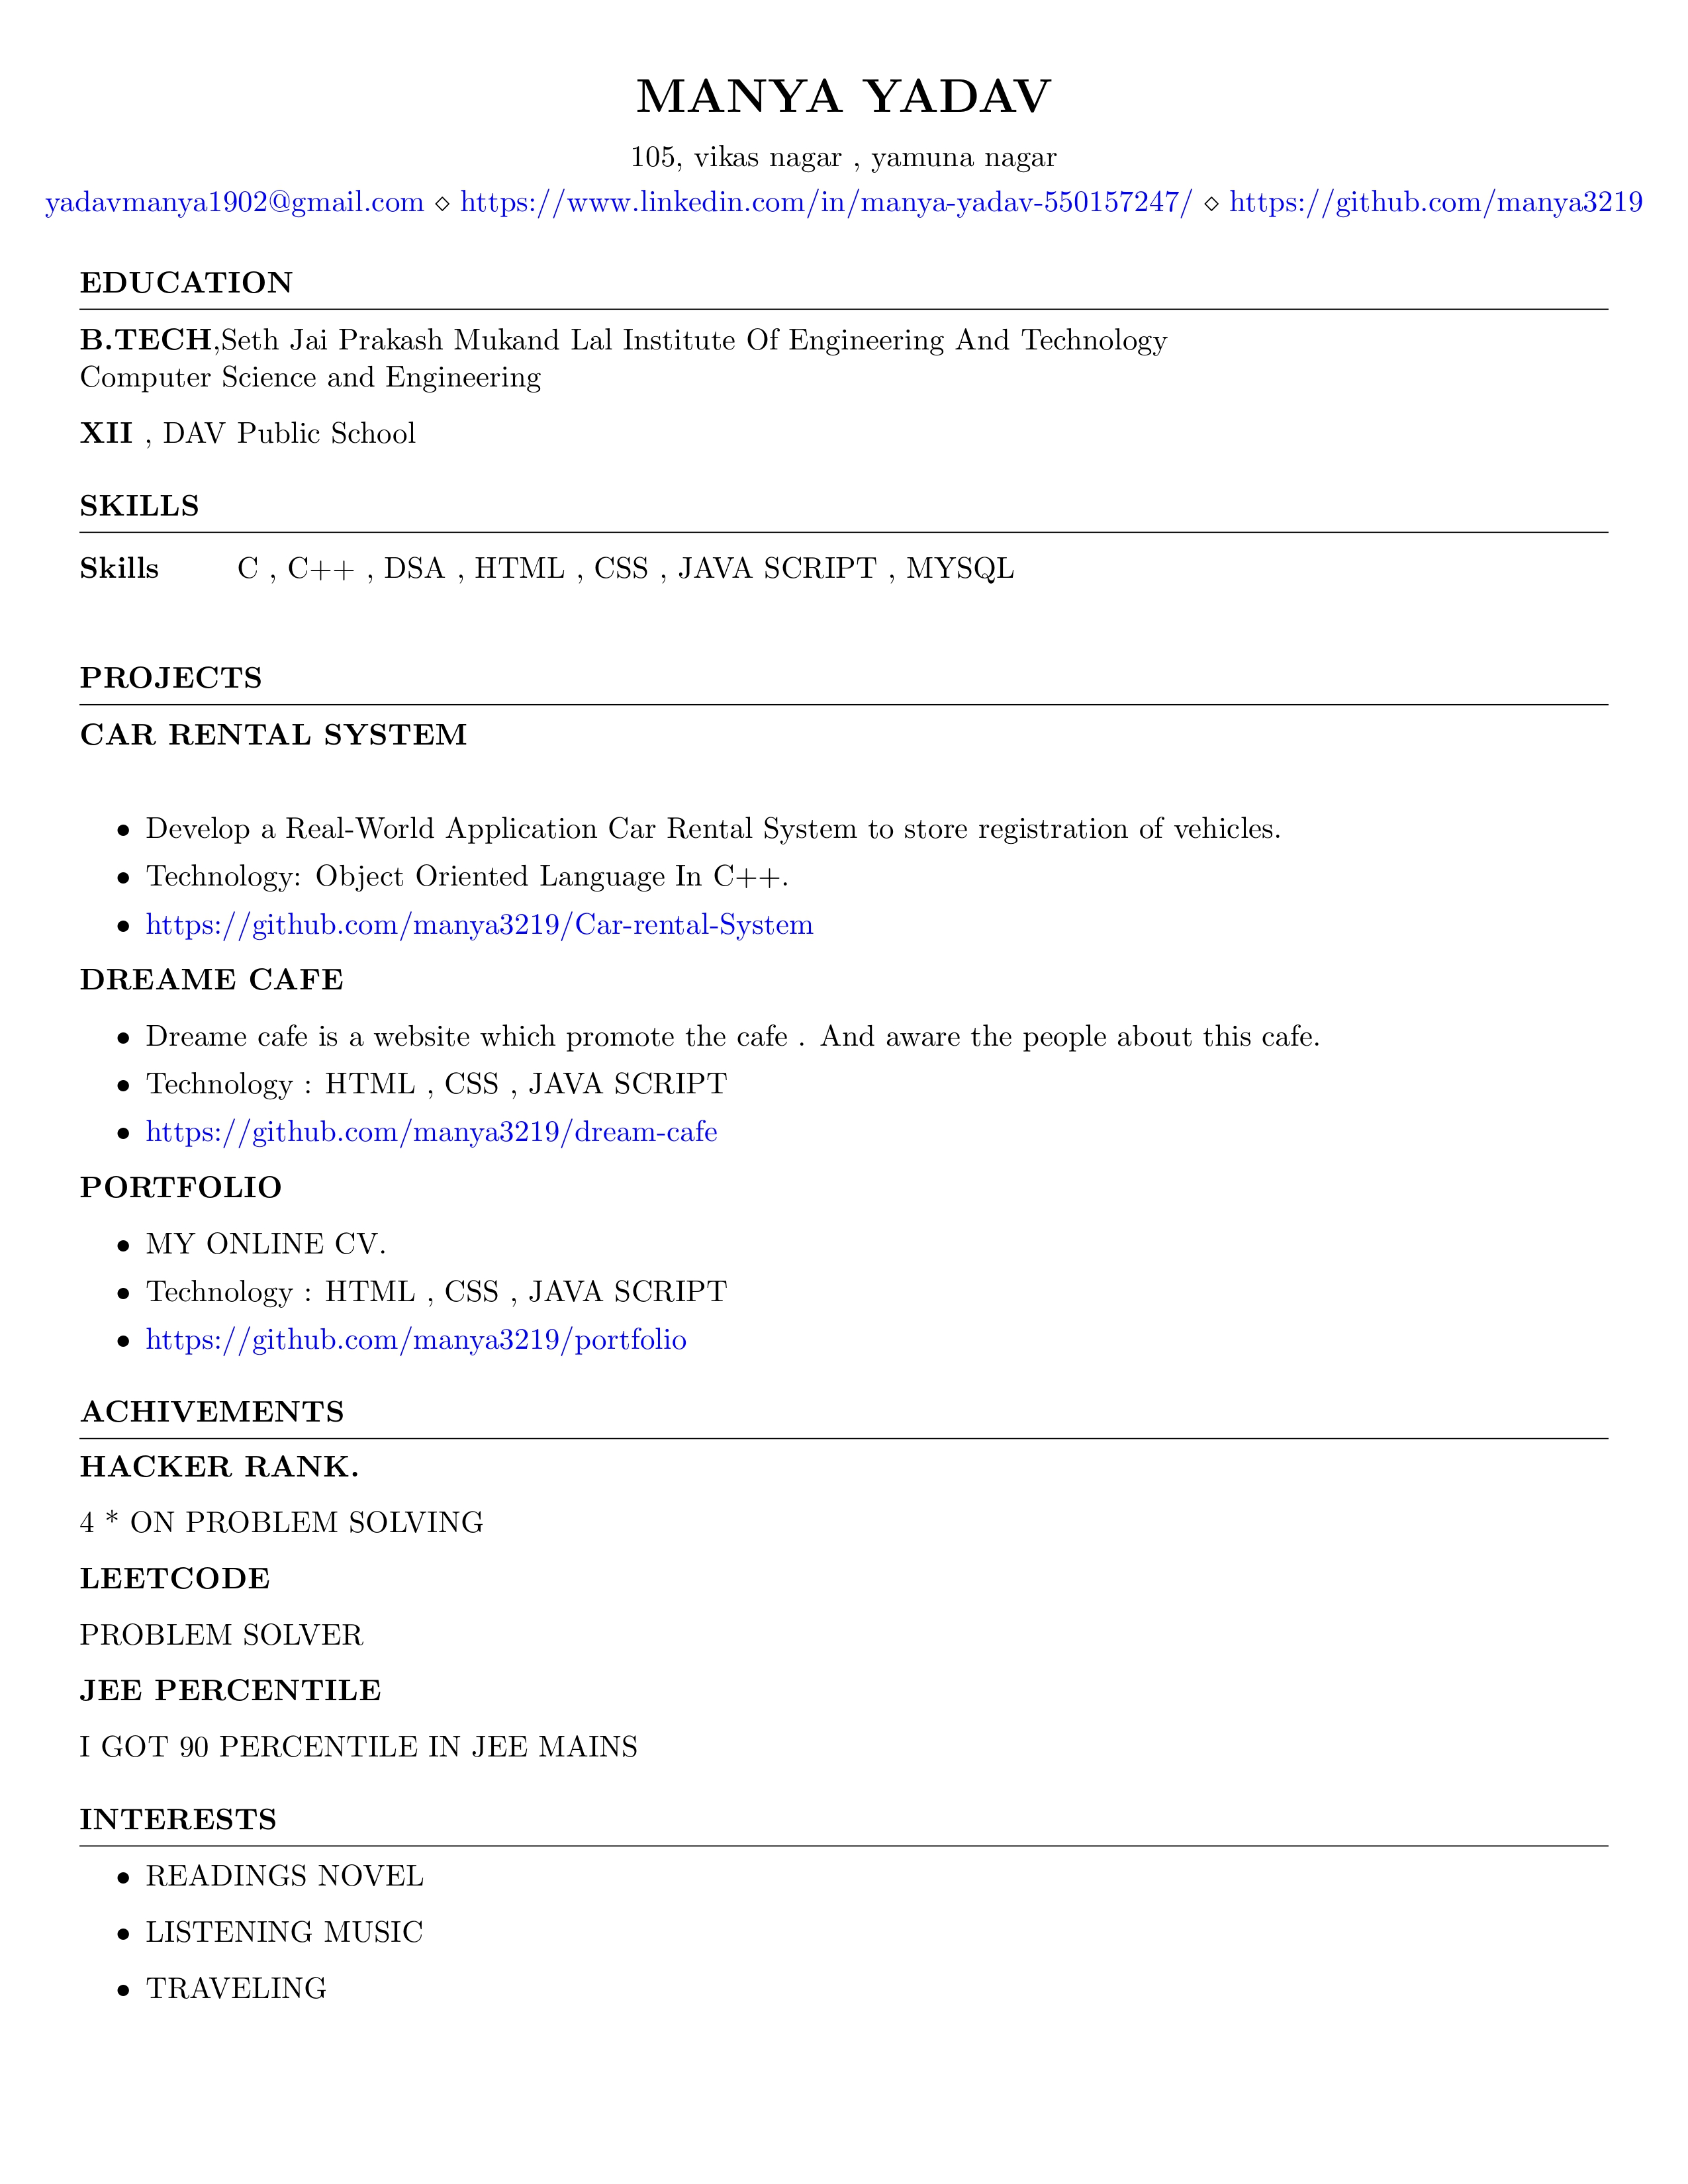 MANYA YADAV
105, vikas nagar , yamuna nagar
yadavmanya1902@gmail.com ⋄ https://www.linkedin.com/in/manya-yadav-550157247/ ⋄ https://github.com/manya3219
EDUCATION
B.TECH,Seth Jai Prakash Mukand Lal Institute Of Engineering And Technology
Computer Science and Engineering
XII , DAV Public School
SKILLS
Skills C , C++ , DSA , HTML , CSS , JAVA SCRIPT , MYSQL
PROJECTS
CAR RENTAL SYSTEM
• Develop a Real-World Application Car Rental System to store registration of vehicles.
• Technology: Object Oriented Language In C++.
• https://github.com/manya3219/Car-rental-System
DREAME CAFE
• Dreame cafe is a website which promote the cafe . And aware the people about this cafe.
• Technology : HTML , CSS , JAVA SCRIPT
• https://github.com/manya3219/dream-cafe
PORTFOLIO
• MY ONLINE CV.
• Technology : HTML , CSS , JAVA SCRIPT
• https://github.com/manya3219/portfolio
ACHIVEMENTS
HACKER RANK.
4 * ON PROBLEM SOLVING
LEETCODE
PROBLEM SOLVER
JEE PERCENTILE
I GOT 90 PERCENTILE IN JEE MAINS
INTERESTS
• READINGS NOVEL
• LISTENING MUSIC
• TRAVELING